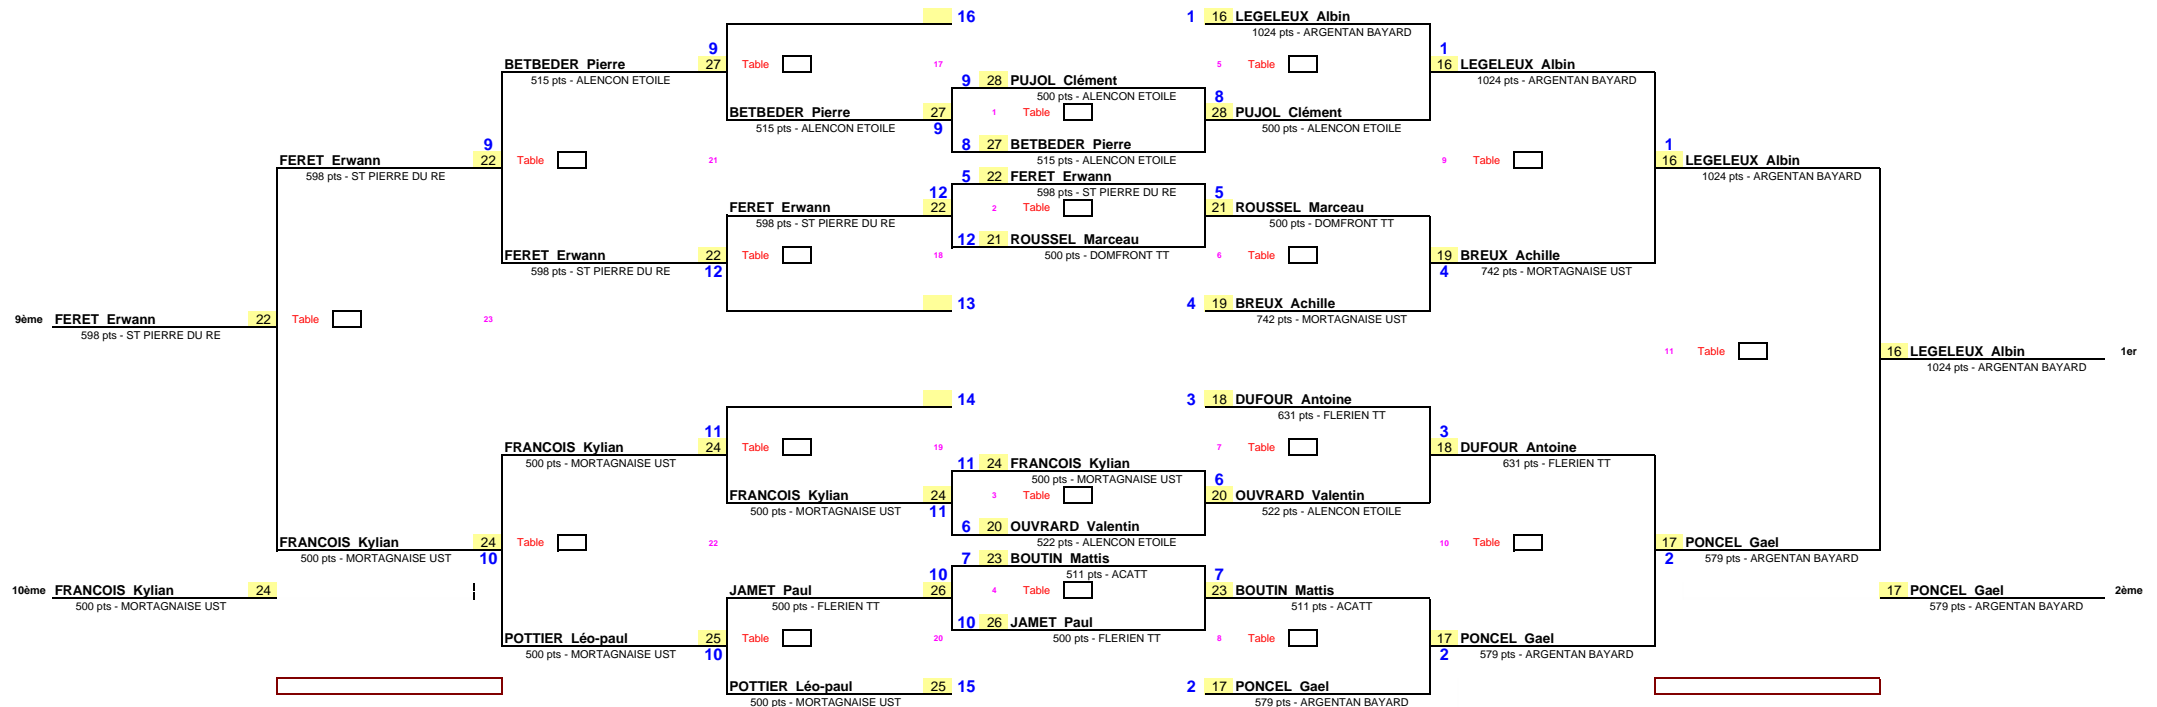 16 1 16 LEGELEUX Albin
1024 pts - ARGENTAN BAYARD
9 1
BETBEDER Pierre 27 Table 17 5 Table 16 LEGELEUX Albin
515 pts - ALENCON ETOILE 9 28 PUJOL Clément 1024 pts - ARGENTAN BAYARD
500 pts - ALENCON ETOILE 8
BETBEDER Pierre 27 1 Table 28 PUJOL Clément
515 pts - ALENCON ETOILE 9 500 pts - ALENCON ETOILE
9 8 27 BETBEDER Pierre 1
FERET Erwann 22 Table 21 515 pts - ALENCON ETOILE 9 Table 16 LEGELEUX Albin
598 pts - ST PIERRE DU RE 5 22 FERET Erwann 1024 pts - ARGENTAN BAYARD
12 598 pts - ST PIERRE DU RE 5
FERET Erwann 22 2 Table 21 ROUSSEL Marceau
598 pts - ST PIERRE DU RE 500 pts - DOMFRONT TT
12 21 ROUSSEL Marceau
FERET Erwann 22 Table 18 500 pts - DOMFRONT TT 6 Table 19 BREUX Achille
598 pts - ST PIERRE DU RE 12 4 742 pts - MORTAGNAISE UST
13 4 19 BREUX Achille
9ème FERET Erwann 22 Table 23 742 pts - MORTAGNAISE UST
598 pts - ST PIERRE DU RE
11 Table 16 LEGELEUX Albin 1er
1024 pts - ARGENTAN BAYARD
14 3 18 DUFOUR Antoine
631 pts - FLERIEN TT
11 3
FRANCOIS Kylian 24 Table 19 7 Table 18 DUFOUR Antoine
500 pts - MORTAGNAISE UST 11 24 FRANCOIS Kylian 631 pts - FLERIEN TT
500 pts - MORTAGNAISE UST 6
FRANCOIS Kylian 24 3 Table 20 OUVRARD Valentin
500 pts - MORTAGNAISE UST 11 522 pts - ALENCON ETOILE
6 20 OUVRARD Valentin
FRANCOIS Kylian 24 Table 22 522 pts - ALENCON ETOILE 10 Table 17 PONCEL Gael
500 pts - MORTAGNAISE UST 10 7 23 BOUTIN Mattis 2 579 pts - ARGENTAN BAYARD
10 511 pts - ACATT 7
10ème FRANCOIS Kylian 24 JAMET Paul 26 4 Table 23 BOUTIN Mattis 17 PONCEL Gael 2ème
500 pts - MORTAGNAISE UST 500 pts - FLERIEN TT 511 pts - ACATT 579 pts - ARGENTAN BAYARD
10 26 JAMET Paul
POTTIER Léo-paul 25 Table 20 500 pts - FLERIEN TT 8 Table 17 PONCEL Gael
500 pts - MORTAGNAISE UST 10 2 579 pts - ARGENTAN BAYARD
POTTIER Léo-paul 25 15 2 17 PONCEL Gael
500 pts - MORTAGNAISE UST 579 pts - ARGENTAN BAYARD